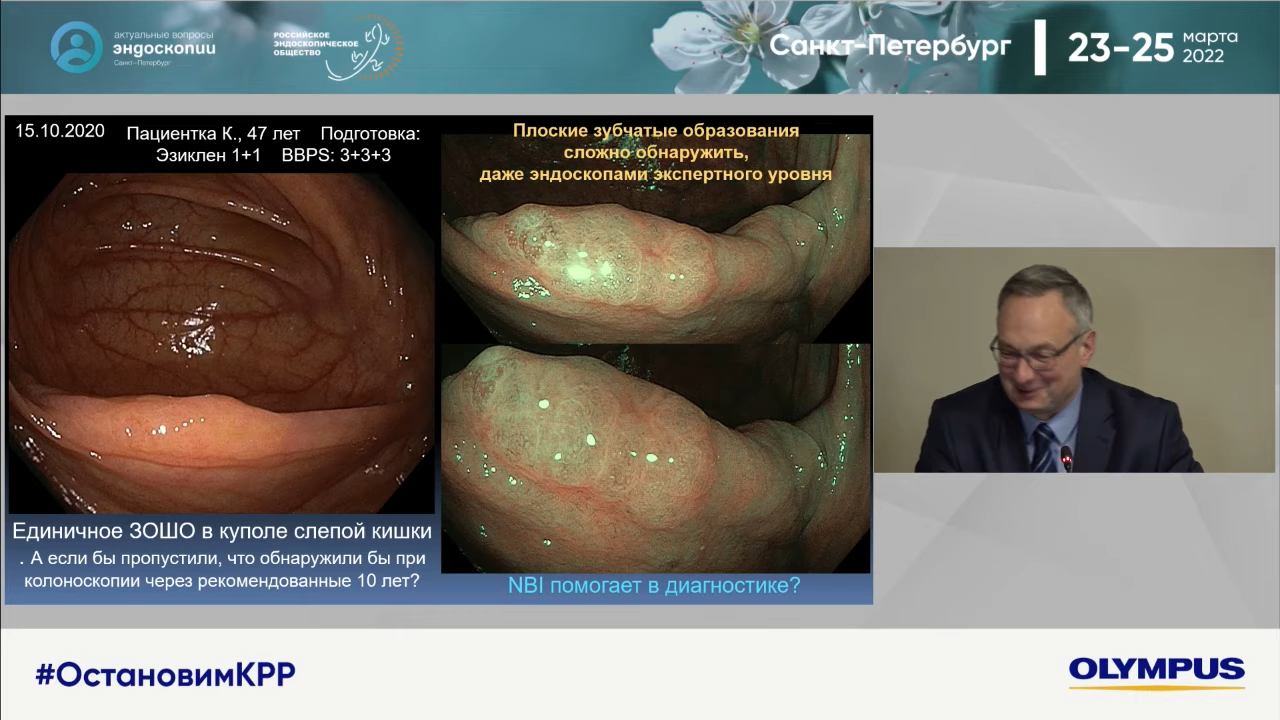 актуальные вопросы
эндоскопии
Санкт-Петербург
РОССИЙСКОЕ
ЭНДОСКОПИЧЕСКОЕ
ОБЩЕСТВО
Санкт-Петербург
23-25 марта
2022
15.10.2020
Пациентка К., 47 лет Подготовка:
Эзиклен 1+1 BBPS: 3+3+3
Плоские зубчатые образования
сложно обнаружить,
даже эндоскопами экспертного уровня
Единичное ЗОШО в куполе слепой кишки
. А если бы пропустили, что обнаружили бы при
колоноскопии через рекомендованные 10 лет?
NBI помогает в диагностике?
#ОстановимКРР
OLYMPUS